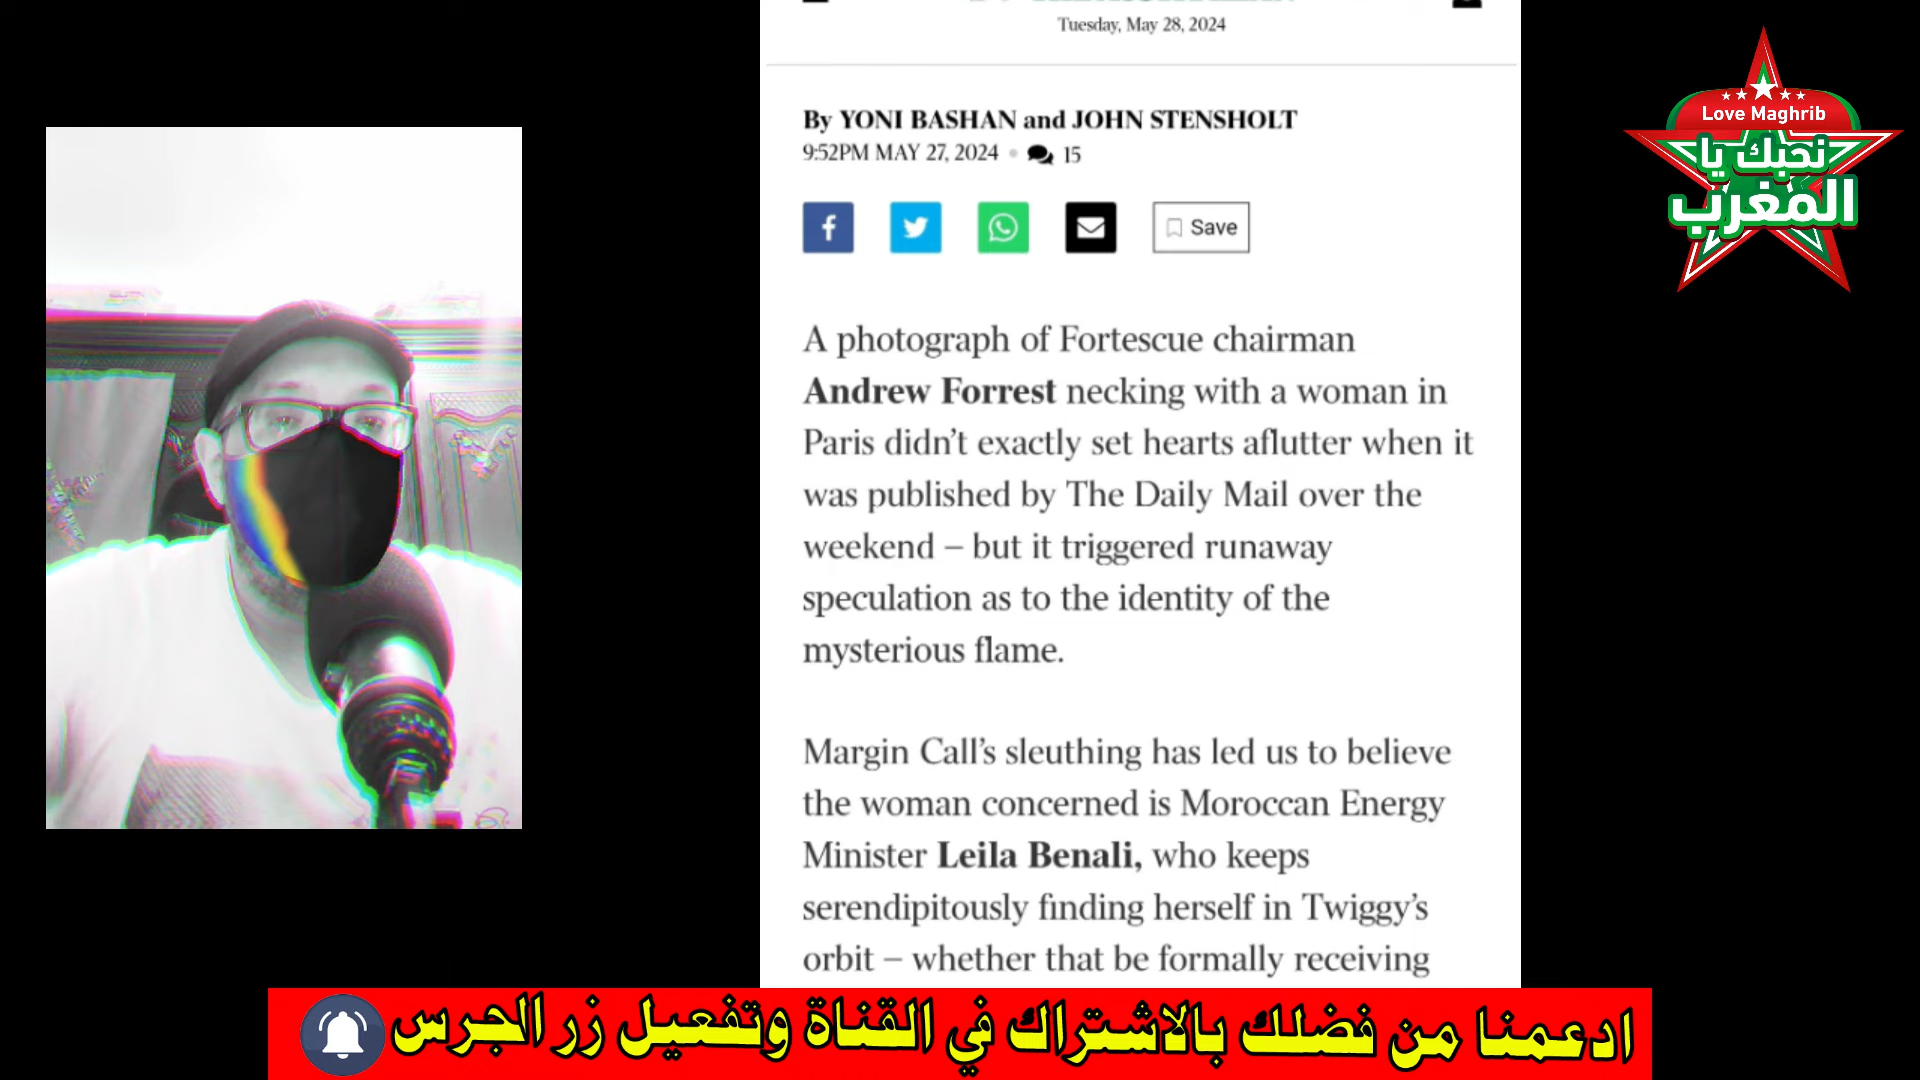 Tuesday, May 28, 2024
By YONI BASHAN and JOHN STENSHOLT
9:52PM MAY 27, 2024 • 15
Save
A photograph of Fortescue chairman
Andrew Forrest necking with a woman in
Paris didn't exactly set hearts aflutter when it
was published by The Daily Mail over the
weekend – but it triggered runaway
speculation as to the identity of the
mysterious flame.
Margin Call's sleuthing has led us to believe
the woman concerned is Moroccan Energy
Minister Leila Benali, who keeps
serendipitously finding herself in Twiggy's
orbit – whether that be formally receiving
Love Maghrib
نحبك يا
المغرب
ادعمنا من فضلك بالاشتراك في القناة وتفعيل زر الجرس